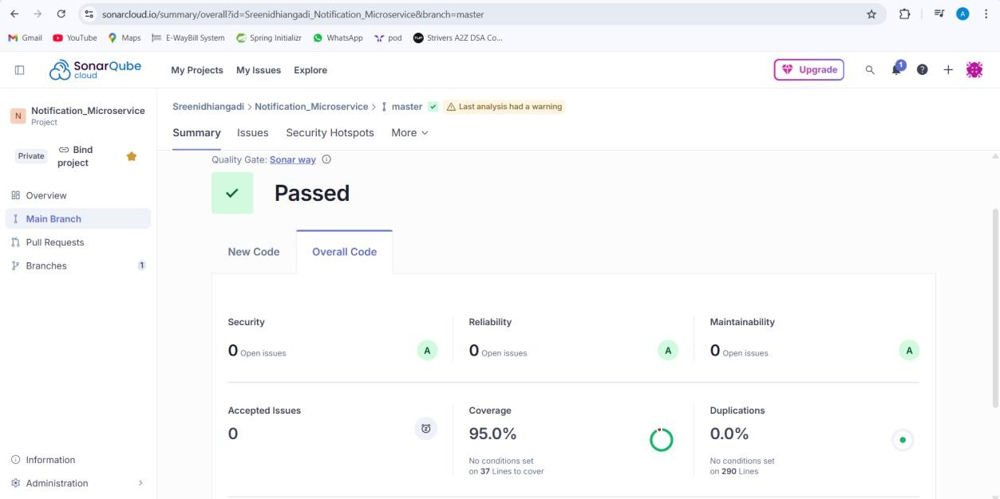 sonarcloud.io/summary/overall?id=Sreenidhiangadi_Notification_Microservice&branch=master
A
Gmail YouTube Maps E-WayBill System Spring Initializr WhatsApp pod Strivers A2Z DSA Co...
SonarQube cloud
My Projects My Issues Explore
Upgrade
1
N
Notification_Microservice
Project
Private
Bind project
Overview
Main Branch
Pull Requests
Branches 1
Information
Administration
Sreenidhiangadi > Notification_Microservice > master Last analysis had a warning
Summary Issues Security Hotspots More
Quality Gate: Sonar way
Passed
New Code Overall Code
Security Reliability Maintainability
0 Open issues A 0 Open issues A 0 Open issues A
Accepted Issues Coverage Duplications
0 95.0% 0.0%
No conditions set No conditions set
on 37 Lines to cover on 290 Lines